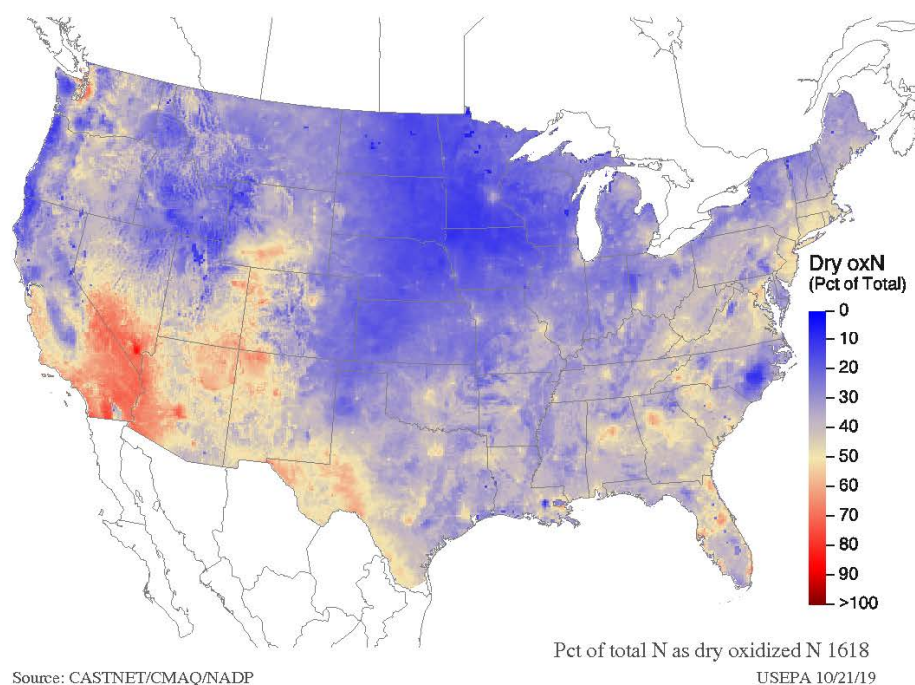 Dry oxN
(Pct of Total)
0
10
20
30
40
50
60
70
80
90
>100
Pct of total N as dry oxidized N 1618
Source: CASTNET/CMAQ/NADP
USEPA 10/21/19